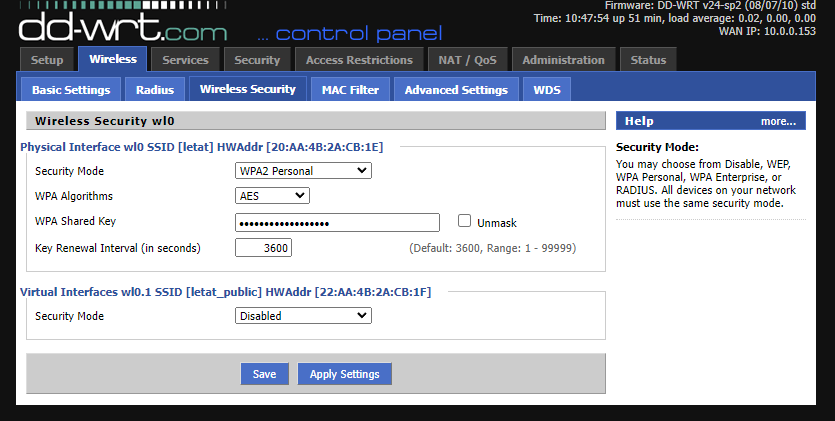 Firmware: DD-WRT v24-sp2 (08/07/10) std
Time: 10:47:54 up 51 min, load average: 0.02, 0.00, 0.00
WAN IP: 10.0.0.153
dd-wrt.com ... control panel
Setup Wireless Services Security Access Restrictions NAT / QoS Administration Status
Basic Settings Radius Wireless Security MAC Filter Advanced Settings WDS
Wireless Security wl0
Physical Interface wl0 SSID [letat] HWAddr [20:AA:4B:2A:CB:1E]
Security Mode WPA2 Personal
WPA Algorithms AES
WPA Shared Key •••••••••••••••••• Unmask
Key Renewal Interval (in seconds) 3600 (Default: 3600, Range: 1 - 99999)
Virtual Interfaces wl0.1 SSID [letat_public] HWAddr [22:AA:4B:2A:CB:1F]
Security Mode Disabled
Save Apply Settings
Help more...
Security Mode:
You may choose from Disable, WEP,
WPA Personal, WPA Enterprise, or
RADIUS. All devices on your network
must use the same security mode.